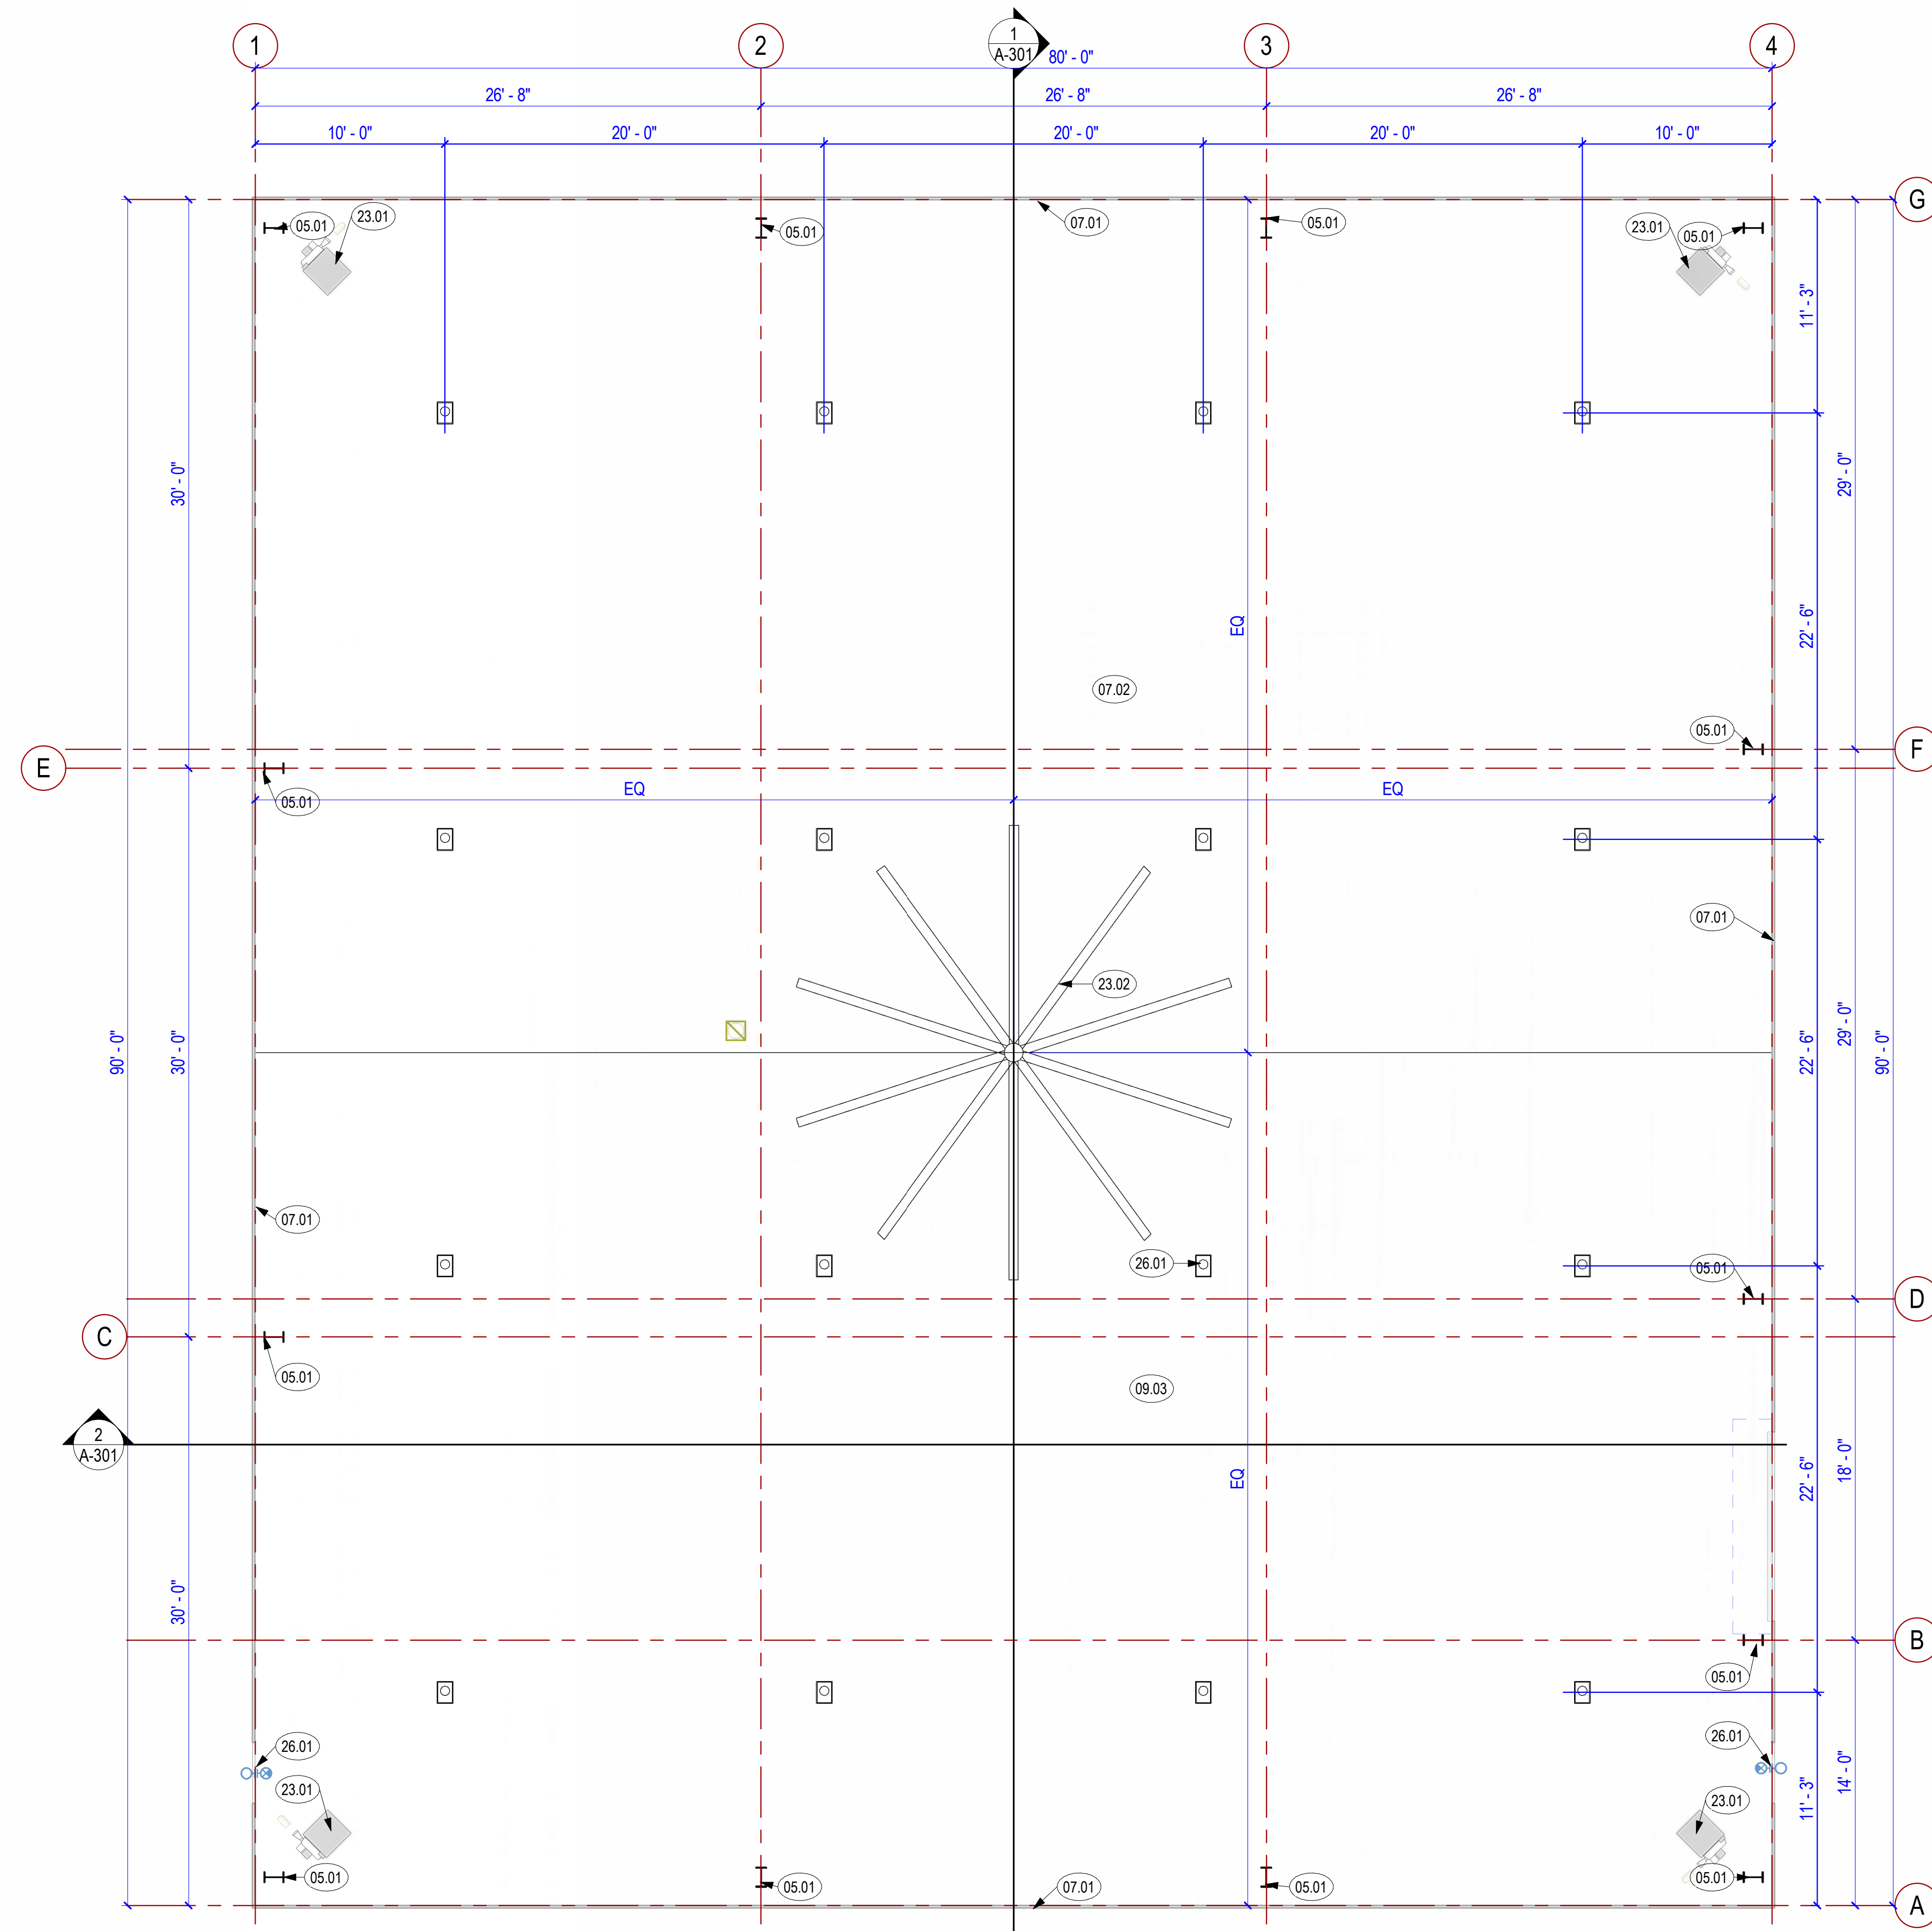 1
2
1
A-301
3
4
80' - 0"
26' - 8"
26' - 8"
26' - 8"
10' - 0"
20' - 0"
20' - 0"
20' - 0"
10' - 0"
G
05.01
23.01
05.01
07.01
05.01
23.01
05.01
11' - 3"
30' - 0"
29' - 0"
22' - 6"
EQ
07.02
05.01
F
E
05.01
EQ
EQ
07.01
23.02
90' - 0"
30' - 0"
22' - 6"
29' - 0"
90' - 0"
07.01
26.01
05.01
D
C
05.01
09.03
2
A-301
EQ
22' - 6"
18' - 0"
30' - 0"
B
05.01
26.01
26.01
23.01
23.01
11' - 3"
14' - 0"
05.01
05.01
07.01
05.01
05.01
A